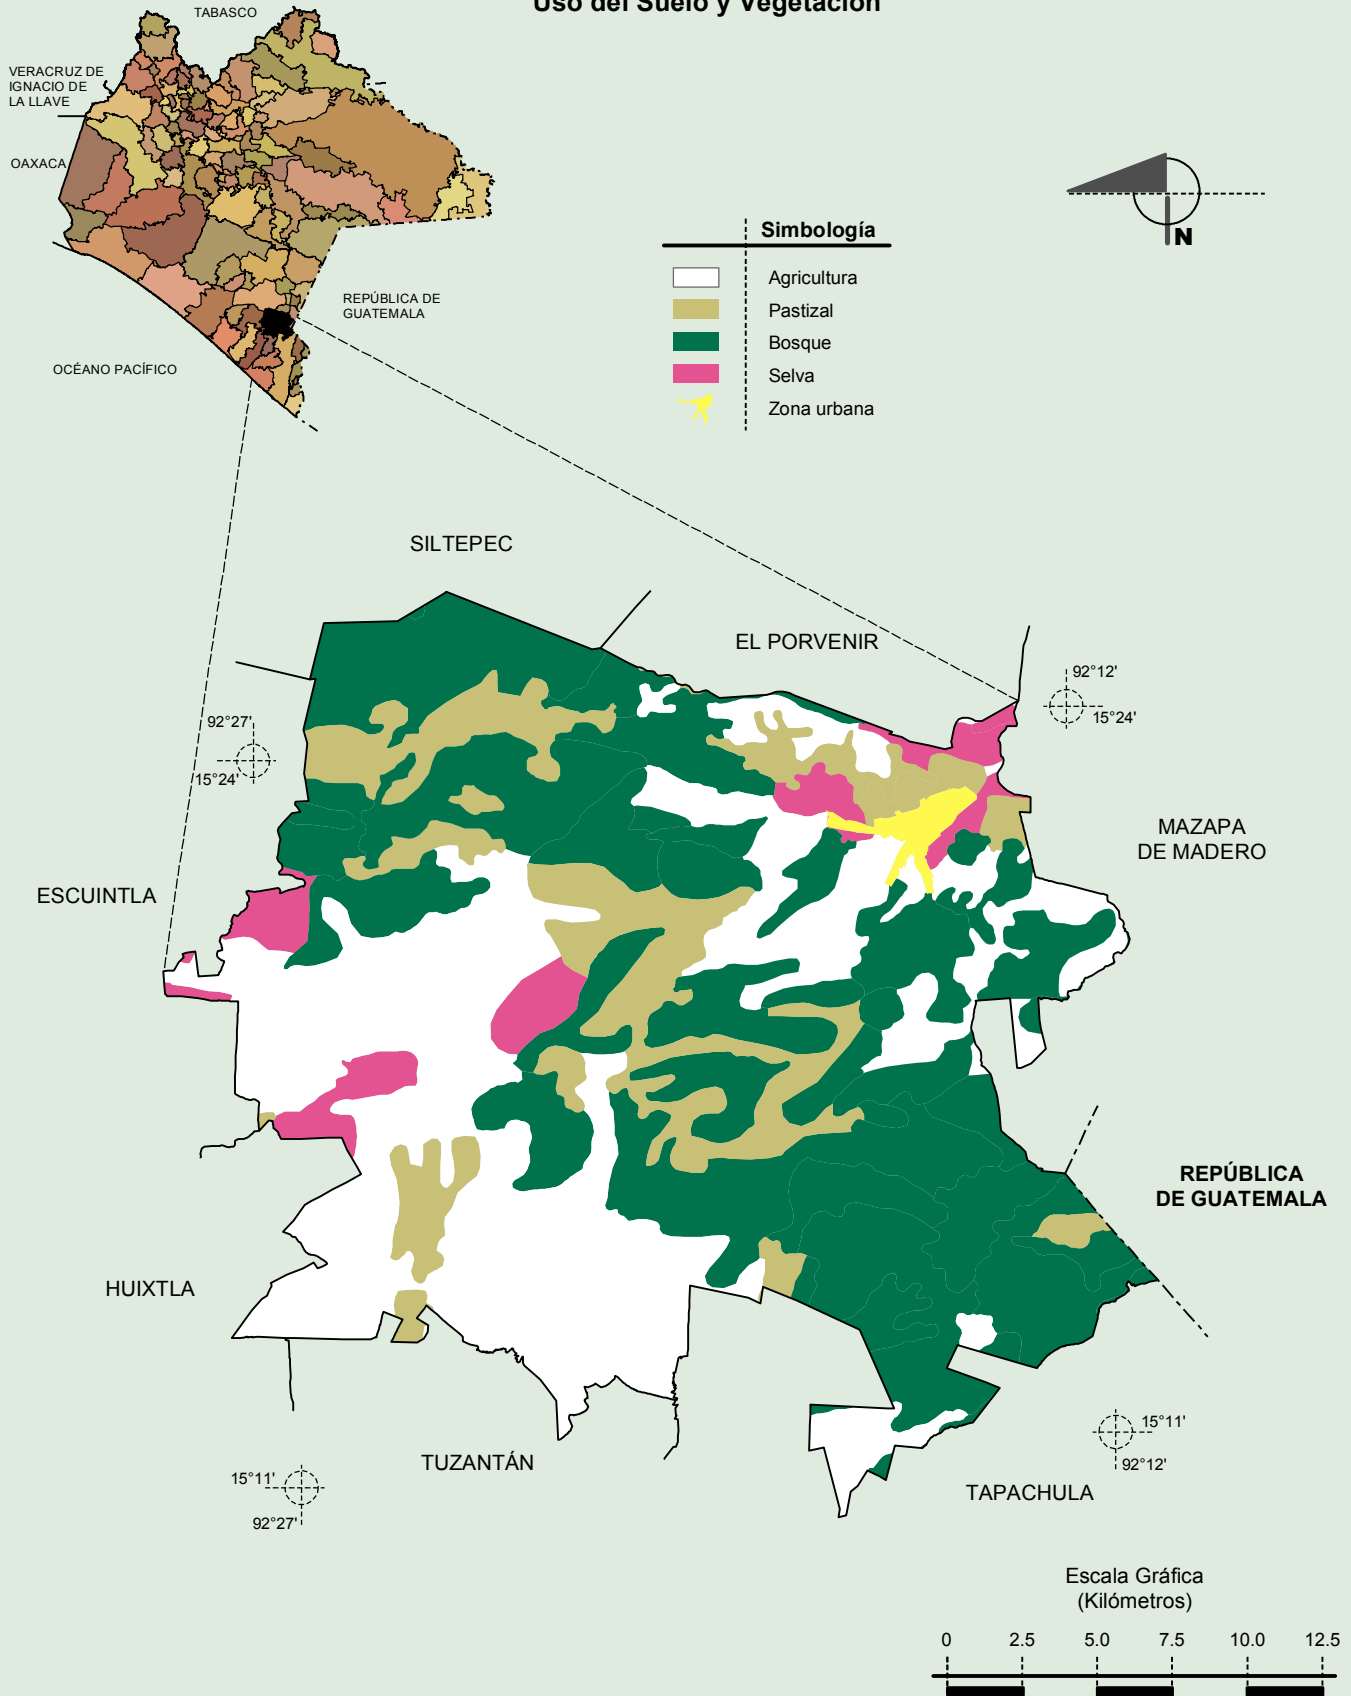 Uso del Suelo y Vegetación
TABASCO
VERACRUZ DE
IGNACIO DE
LA LLAVE
OAXACA
REPÚBLICA DE
GUATEMALA
OCÉANO PACÍFICO
N
Simbología
Agricultura
Pastizal
Bosque
Selva
Zona urbana
SILTEPEC
EL PORVENIR
92°12'
15°24'
92°27'
15°24'
MAZAPA
DE MADERO
ESCUINTLA
REPÚBLICA
DE GUATEMALA
HUIXTLA
TUZANTÁN
15°11'
92°12'
15°11'
92°27'
TAPACHULA
Escala Gráfica
(Kilómetros)
0 2.5 5.0 7.5 10.0 12.5